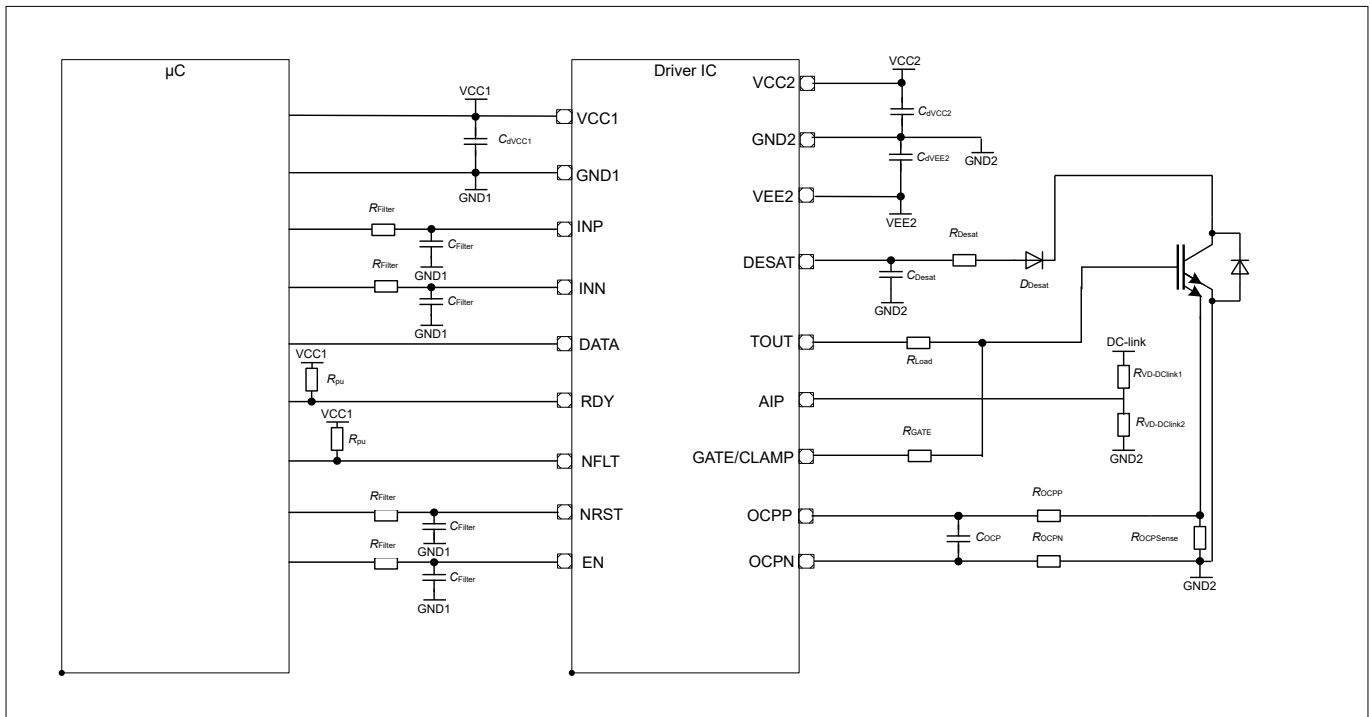 µC
Driver IC
VCC1
CdVCC1
GND1
RFilter
CFilter
GND1
RFilter
CFilter
GND1
VCC1
Rpu
VCC1
Rpu
RFilter
CFilter
GND1
RFilter
CFilter
GND1
VCC1
GND1
INP
INN
DATA
RDY
NFLT
NRST
EN
VCC2
GND2
VEE2
DESAT
TOUT
AIP
GATE/CLAMP
OCPP
OCPN
VCC2
CdVCC2
GND2
CdVEE2
VEE2
RDesat
CDesat
DDesat
GND2
RLoad
DC-link
RVD-DClink1
RVD-DClink2
GND2
RGATE
ROCPP
COCP
ROCPN
ROCPSense
GND2